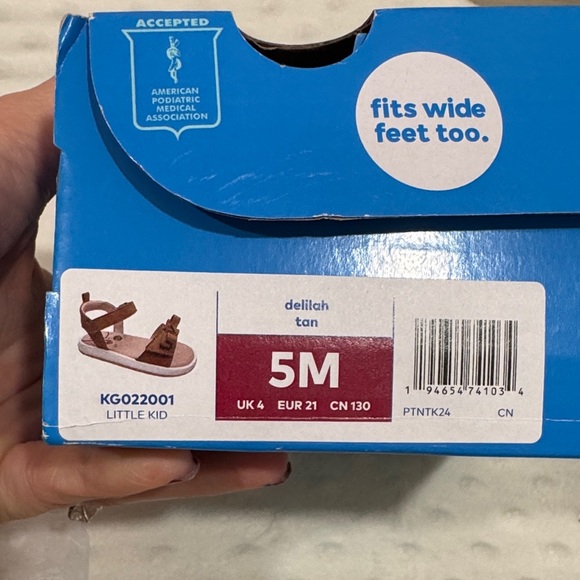 ACCEPTED
AMERICAN
PODIATRIC
MEDICAL
ASSOCIATION
fits wide
feet too.
delilah
tan
5M
UK 4 EUR 21 CN 130
KG022001
LITTLE KID
1 94654 74103 4
PTNTK24 CN